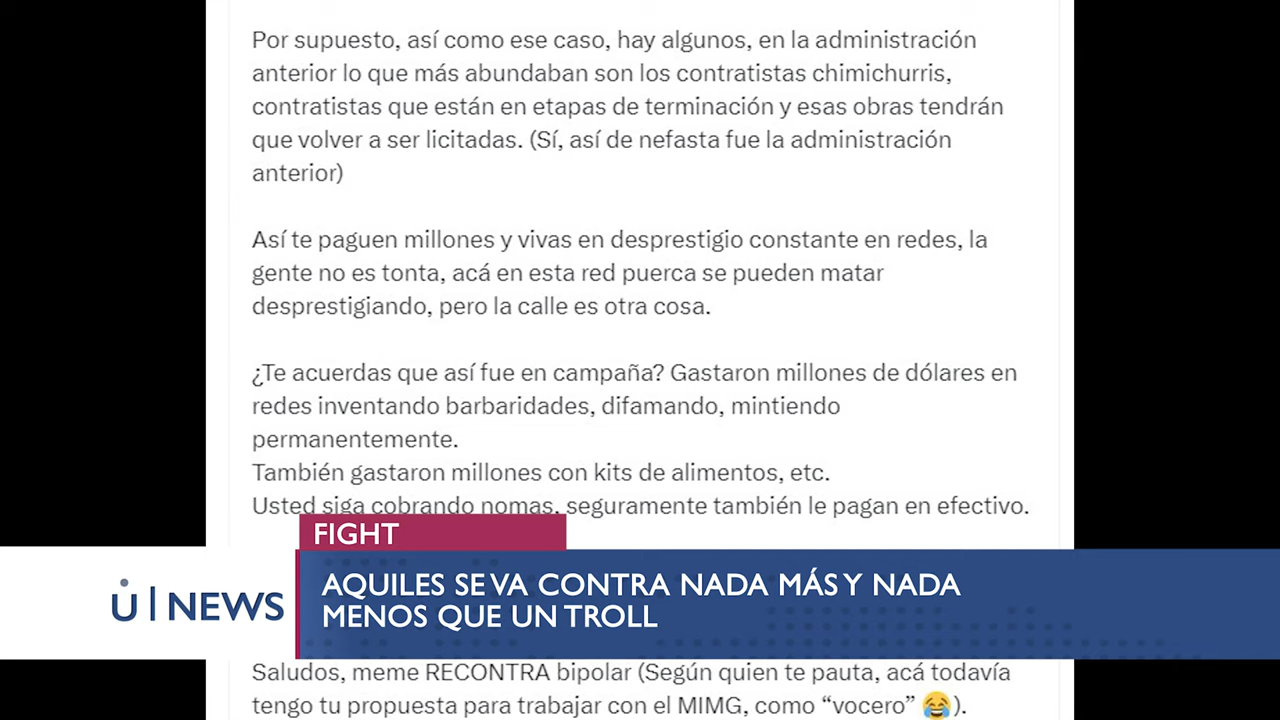 Por supuesto, así como ese caso, hay algunos, en la administración
anterior lo que más abundaban son los contratistas chimichurris,
contratistas que están en etapas de terminación y esas obras tendrán
que volver a ser licitadas. (Sí, así de nefasta fue la administración
anterior)
Así te paguen millones y vivas en desprestigio constante en redes, la
gente no es tonta, acá en esta red puerca se pueden matar
desprestigiando, pero la calle es otra cosa.
¿Te acuerdas que así fue en campaña? Gastaron millones de dólares en
redes inventando barbaridades, difamando, mintiendo
permanentemente.
También gastaron millones con kits de alimentos, etc.
Usted siga cobrando nomas, seguramente también le pagan en efectivo.
FIGHT
U | NEWS
AQUILES SE VA CONTRA NADA MÁS Y NADA
MENOS QUE UN TROLL
Saludos, meme RECONTRA bipolar (Según quien te pauta, acá todavía
tengo tu propuesta para trabajar con el MIMG, como “vocero” 😂).